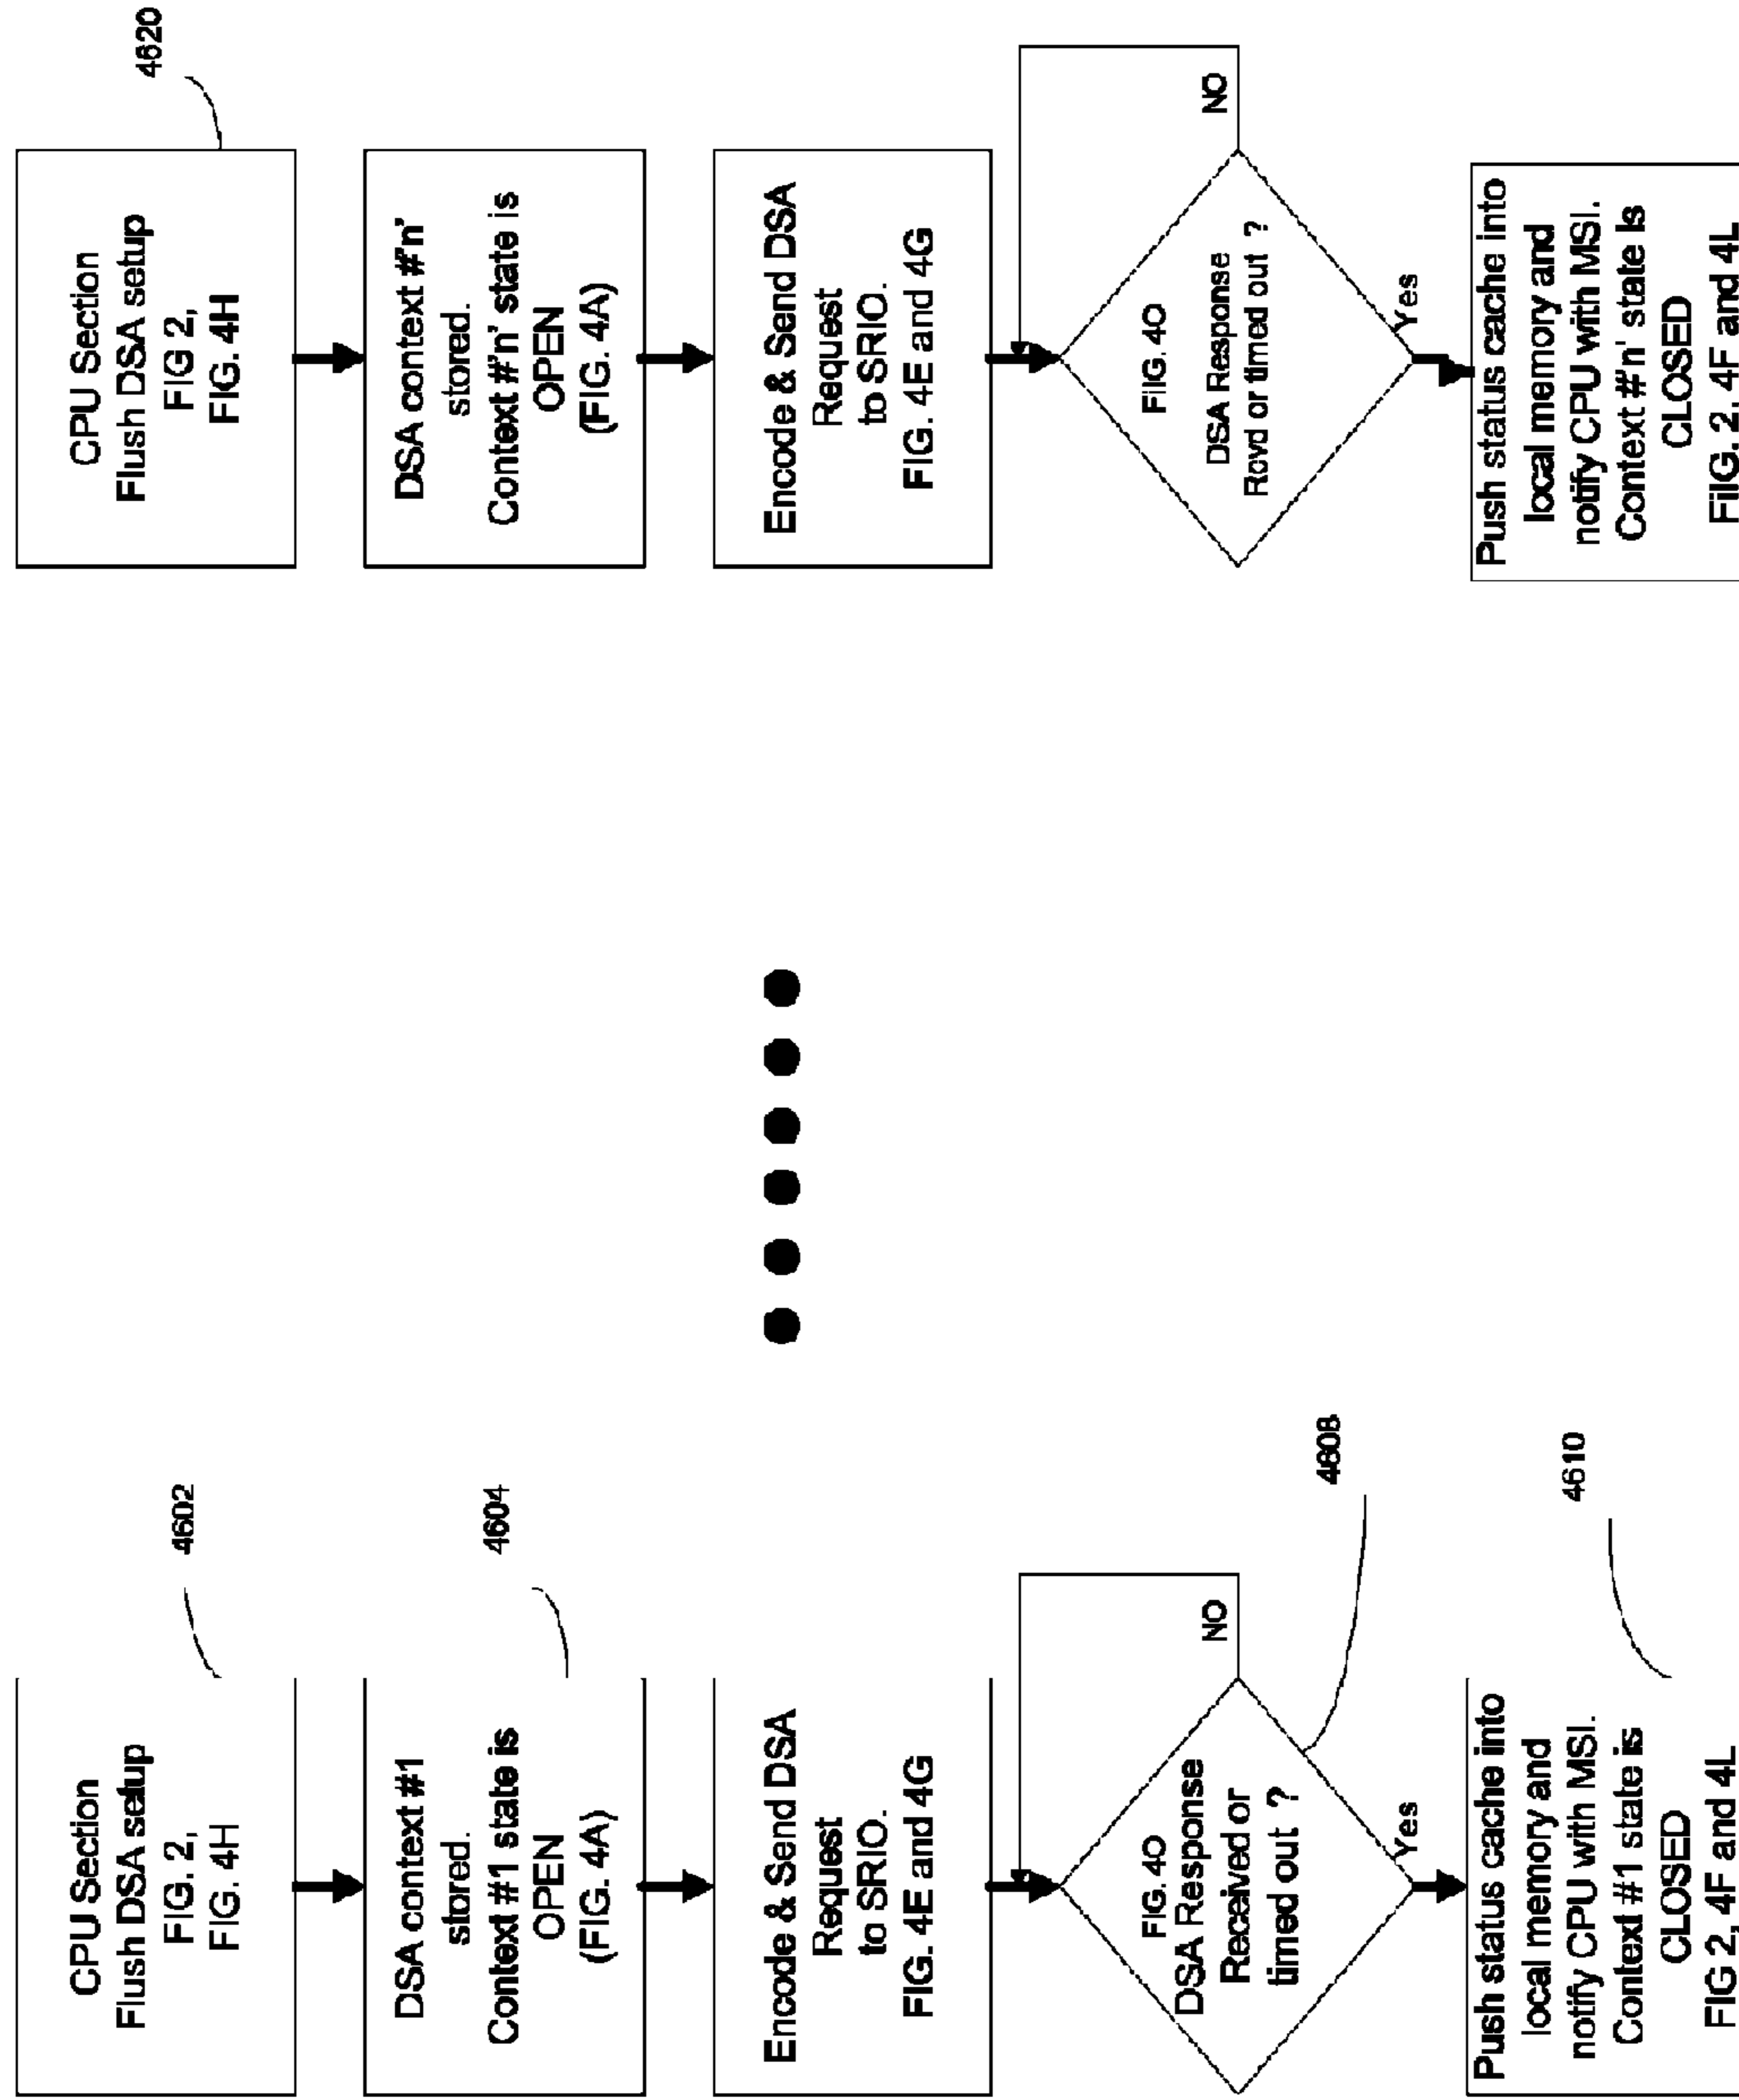 CPU Section
Flush DSA setup
FIG. 2,
FIG. 4H
4602
DSA context #1
stored.
Context #1 state is
OPEN
(FIG. 4A)
4604
Encode & Send DSA
Request
to SRIO.
FIG. 4E and 4G
FIG. 4O
DSA Response
Received or
timed out ?
NO
Yes
4608
Push status cache into
local memory and
notify CPU with MSI.
Context #1 state is
CLOSED
FIG 2, 4F and 4L
4610
CPU Section
Flush DSA setup
FIG 2,
FIG. 4H
4620
DSA context #'n'
stored.
Context #'n' state is
OPEN
(FIG. 4A)
Encode & Send DSA
Request
to SRIO.
FIG. 4E and 4G
FIG. 4O
DSA Response
Rcvd or timed out ?
NO
Yes
Push status cache into
local memory and
notify CPU with MSI.
Context #'n' state is
CLOSED
FIG. 2, 4F and 4L